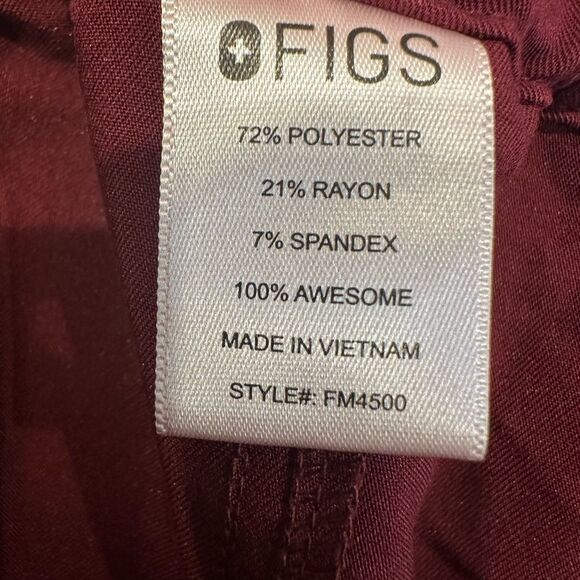 FIGS
72% POLYESTER
21% RAYON
7% SPANDEX
100% AWESOME
MADE IN VIETNAM
STYLE#: FM4500